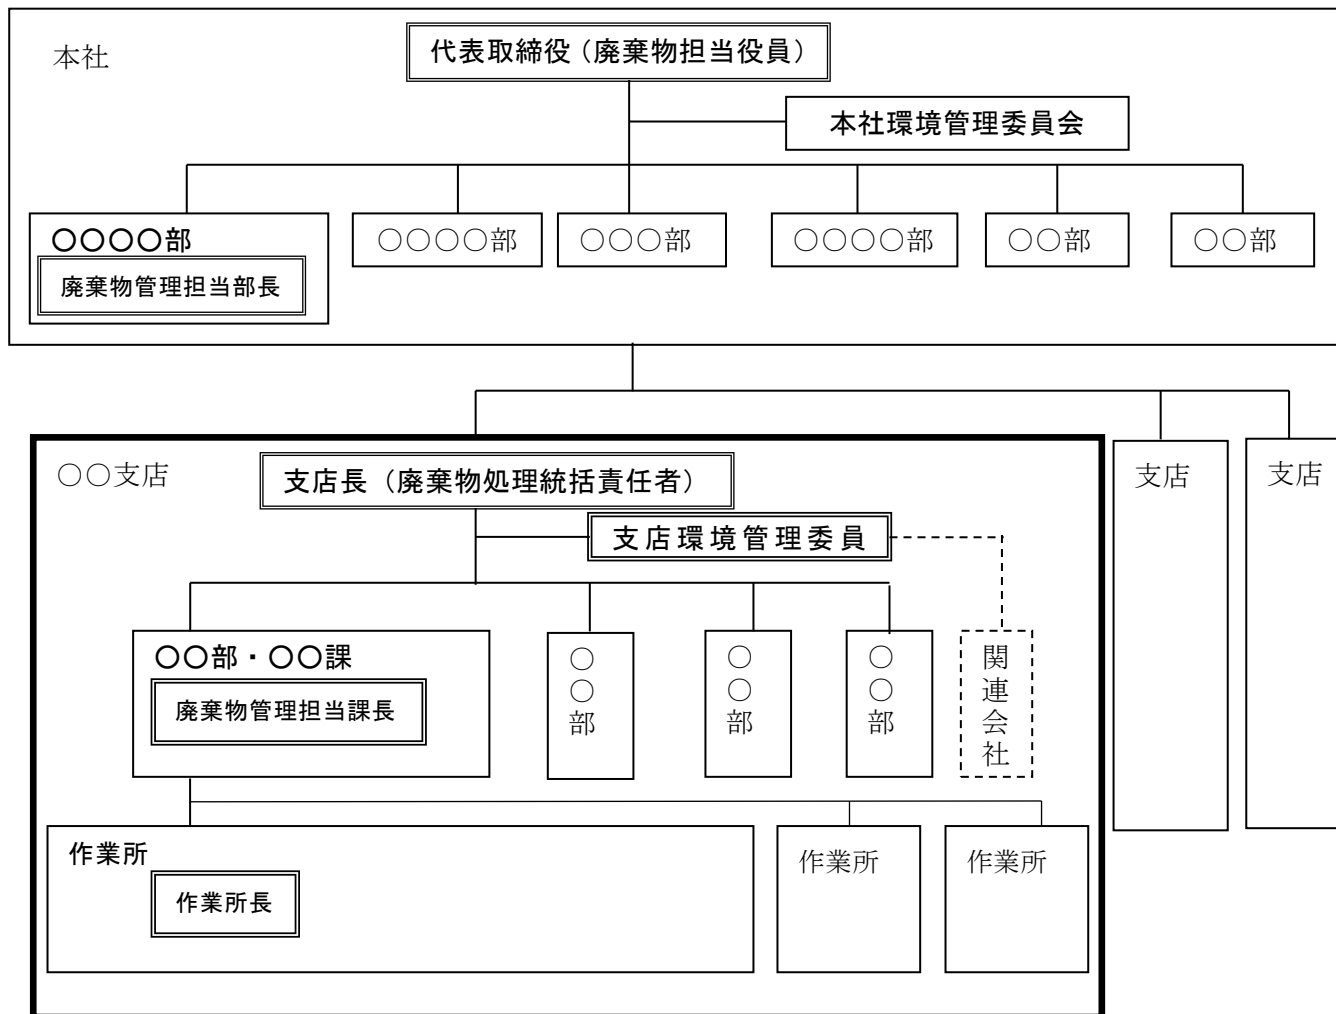 本社
代表取締役（廃棄物担当役員）
本社環境管理委員会
〇〇〇〇部
廃棄物管理担当部長
〇〇〇〇部
〇〇〇部
〇〇〇〇部
〇〇部
〇〇部
〇〇支店
支店長（廃棄物処理統括責任者）
支店環境管理委員
支店
支店
〇〇部・〇〇課
廃棄物管理担当課長
〇〇部
〇〇部
〇〇部
関連会社
作業所
作業所長
作業所
作業所